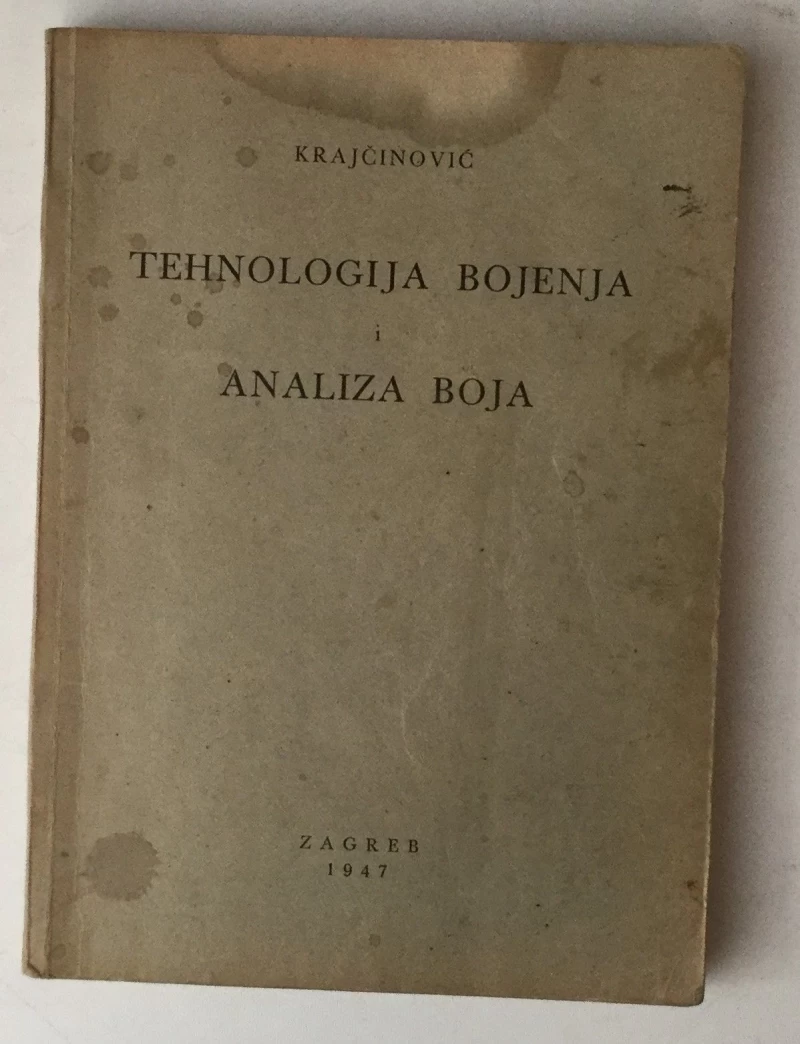 KRAJČINOVIĆ
TEHNOLOGIJA BOJENJA
i
ANALIZA BOJA
ZAGREB
1947